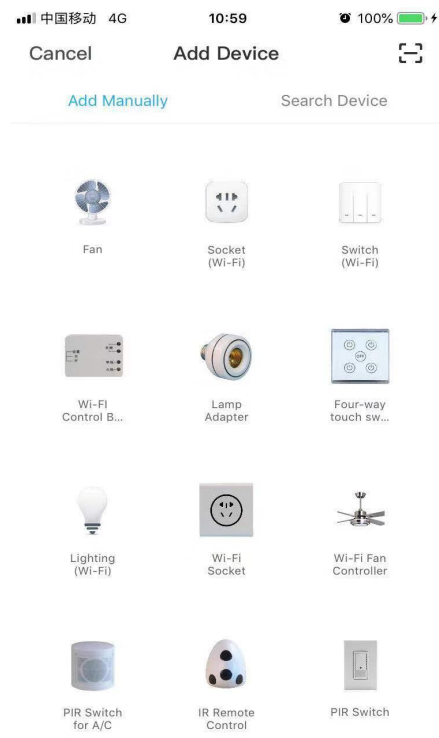 中国移动 4G 10:59 100%
Cancel Add Device
Add Manually Search Device
Fan Socket Switch
(Wi-Fi) (Wi-Fi)
Wi-FI Lamp Four-way
Control B... Adapter touch sw...
OFF
Lighting Wi-Fi Wi-Fi Fan
(Wi-Fi) Socket Controller
PIR Switch IR Remote PIR Switch
for A/C Control